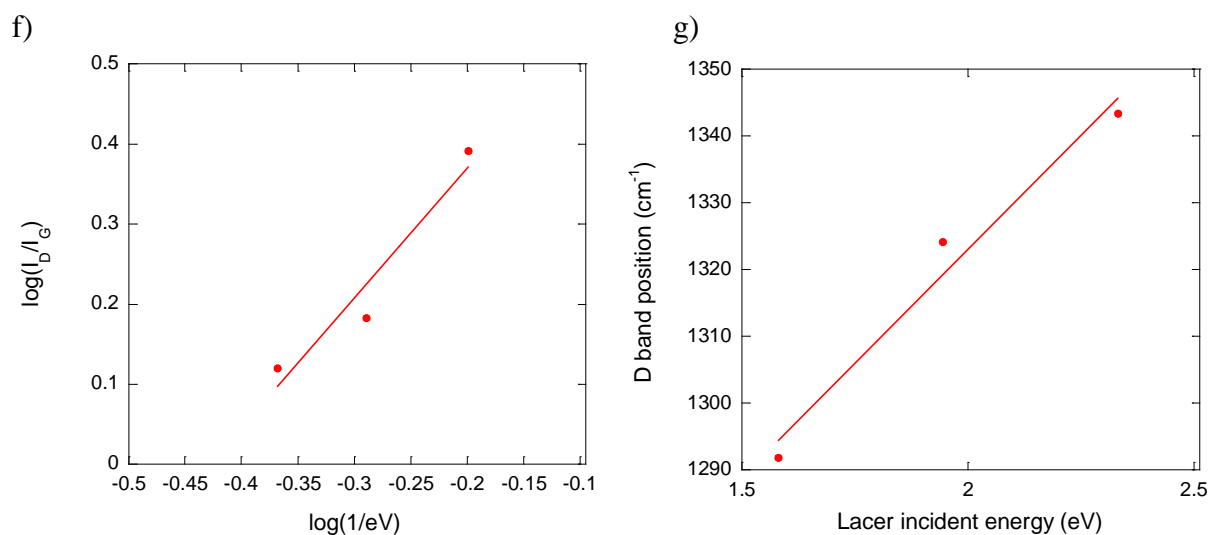 f)
0.5
0.4
0.3
0.2
0.1
0
log(I_D/I_G)
-0.5 -0.45 -0.4 -0.35 -0.3 -0.25 -0.2 -0.15 -0.1
log(1/eV)
g)
1350
1340
1330
1320
1310
1300
1290
D band position (cm⁻¹)
1.5 2 2.5
Lacer incident energy (eV)